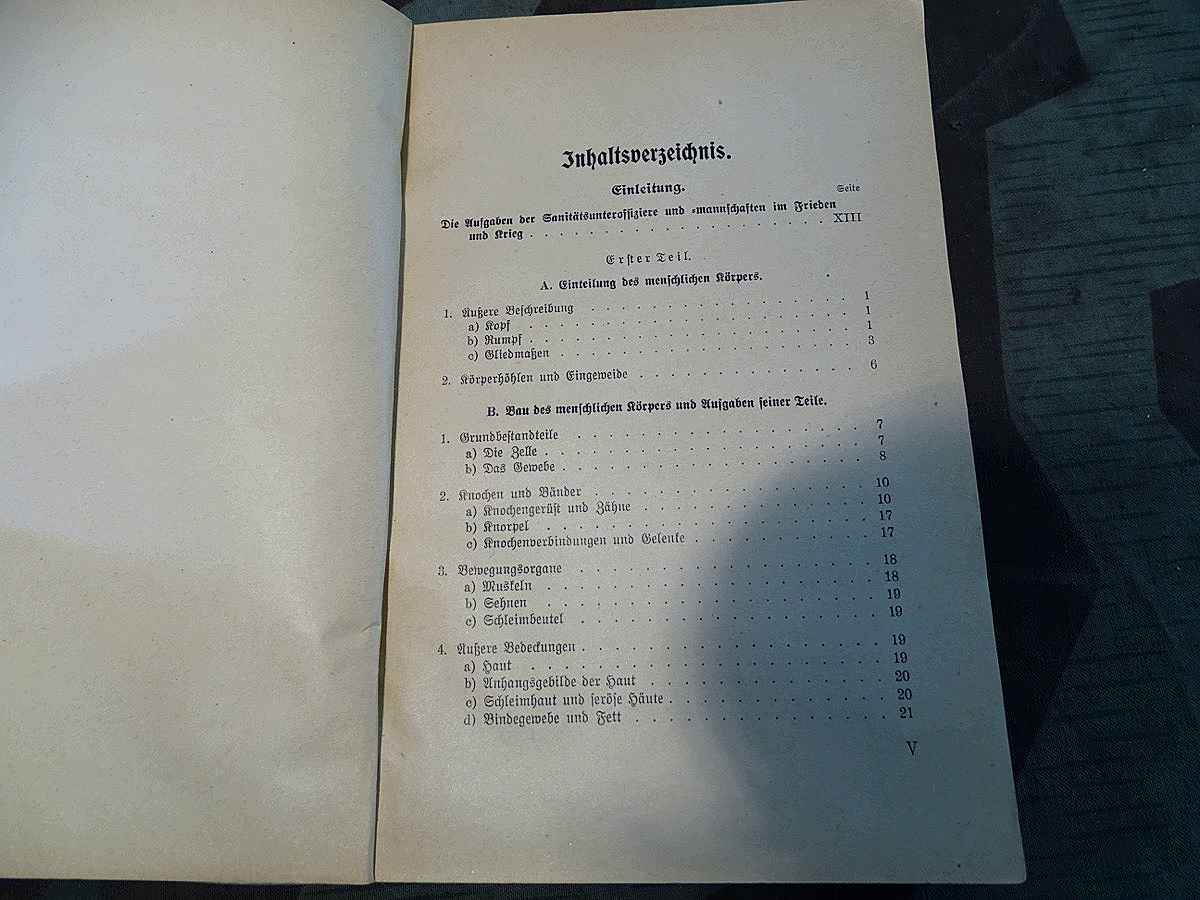 Inhaltsverzeichnis.
Einleitung.
Seite
Die Aufgaben der Sanitätsunteroffiziere und =mannschaften im Frieden
und Krieg . . . . . . . . . . . . . . . . . . . . XIII
Erster Teil.
A. Einteilung des menschlichen Körpers.
1. Äußere Beschreibung . . . . . . . . . . . . . . 1
a) Kopf . . . . . . . . . . . . . . . . . 1
b) Rumpf . . . . . . . . . . . . . . . . . 1
c) Gliedmaßen . . . . . . . . . . . . . . . 3
2. Körperhöhlen und Eingeweide . . . . . . . . . . . . 6
B. Bau des menschlichen Körpers und Aufgaben seiner Teile.
1. Grundbestandteile . . . . . . . . . . . . . . . 7
a) Die Zelle . . . . . . . . . . . . . . . . 7
b) Das Gewebe . . . . . . . . . . . . . . . 8
2. Knochen und Bänder . . . . . . . . . . . . . . 10
a) Knochengerüst und Zähne . . . . . . . . . . . 10
b) Knorpel . . . . . . . . . . . . . . . . 17
c) Knochenverbindungen und Gelenke . . . . . . . . 17
3. Bewegungsorgane . . . . . . . . . . . . . . . 18
a) Muskeln . . . . . . . . . . . . . . . . 18
b) Sehnen . . . . . . . . . . . . . . . . 19
c) Schleimbeutel . . . . . . . . . . . . . . 19
4. Äußere Bedeckungen . . . . . . . . . . . . . . 19
a) Haut . . . . . . . . . . . . . . . . . 19
b) Anhangsgebilde der Haut . . . . . . . . . . . 20
c) Schleimhaut und seröse Häute . . . . . . . . . . 20
d) Bindegewebe und Fett . . . . . . . . . . . . 21
V